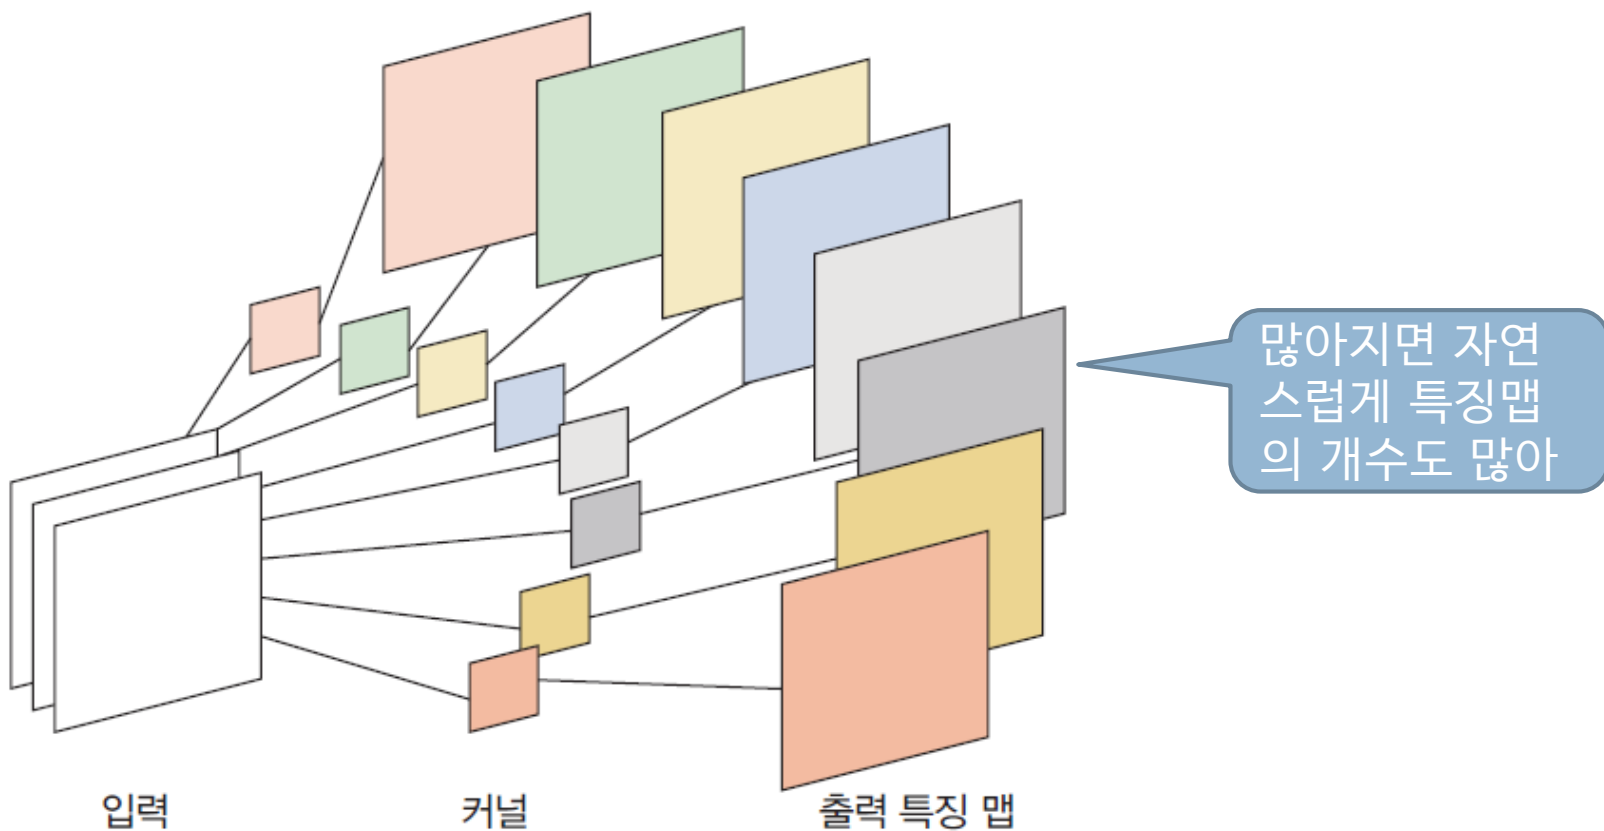 많아지면 자연
스럽게 특징맵
의 개수도 많아
입력
커널
출력 특징 맵